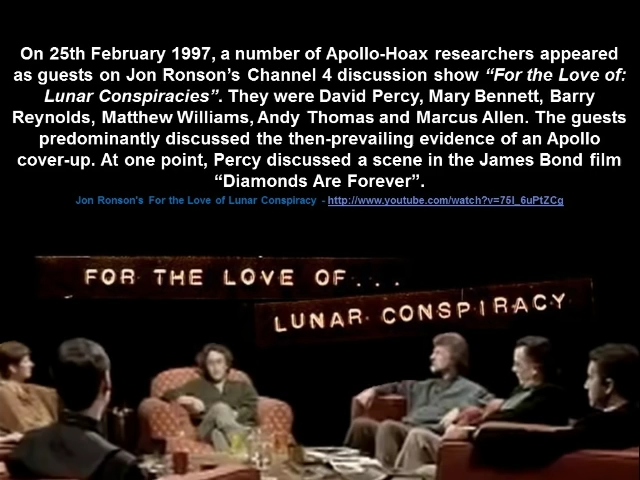 On 25th February 1997, a number of Apollo-Hoax researchers appeared
as guests on Jon Ronson’s Channel 4 discussion show “For the Love of:
Lunar Conspiracies”. They were David Percy, Mary Bennett, Barry
Reynolds, Matthew Williams, Andy Thomas and Marcus Allen. The guests
predominantly discussed the then-prevailing evidence of an Apollo
cover-up. At one point, Percy discussed a scene in the James Bond film
“Diamonds Are Forever”.
Jon Ronson's For the Love of Lunar Conspiracy - http://www.youtube.com/watch?v=75I_6uPtZCg
FOR THE LOVE OF...
LUNAR CONSPIRACY